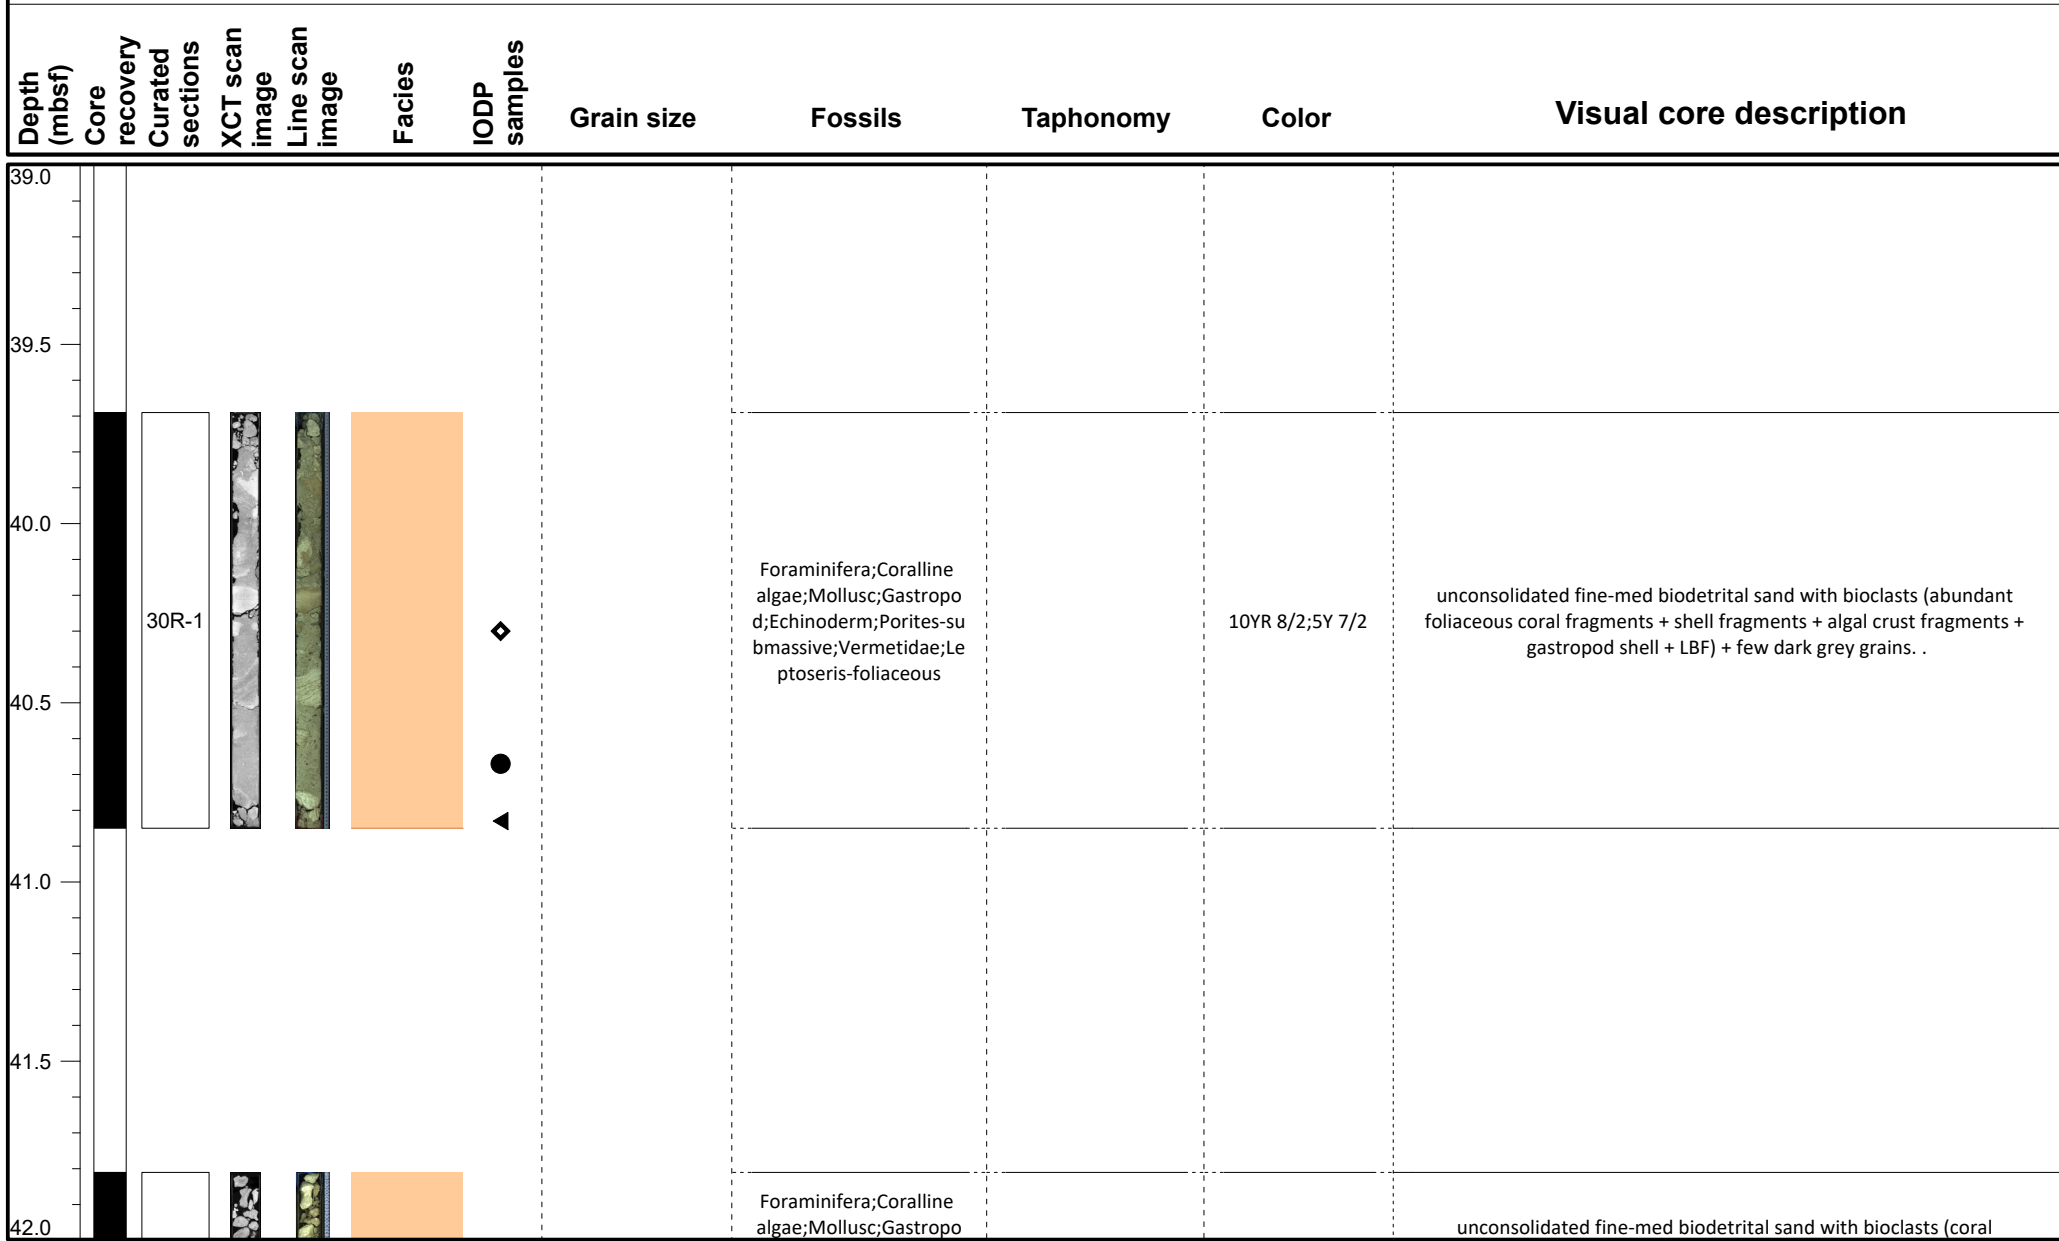 Depth
(mbsf)
Core
recovery
Curated
sections
XCT scan
image
Line scan
image
Facies
IODP
samples
Grain size
Fossils
Taphonomy
Color
Visual core description
39.0
39.5
40.0
30R-1
Foraminifera;Coralline
algae;Mollusc;Gastropo
d;Echinoderm;Porites-su
bmassive;Vermetidae;Le
ptoseris-foliaceous
10YR 8/2;5Y 7/2
unconsolidated fine-med biodetrital sand with bioclasts (abundant
foliaceous coral fragments + shell fragments + algal crust fragments +
gastropod shell + LBF) + few dark grey grains. .
40.5
41.0
41.5
42.0
Foraminifera;Coralline
algae;Mollusc;Gastropo
unconsolidated fine-med biodetrital sand with bioclasts (coral